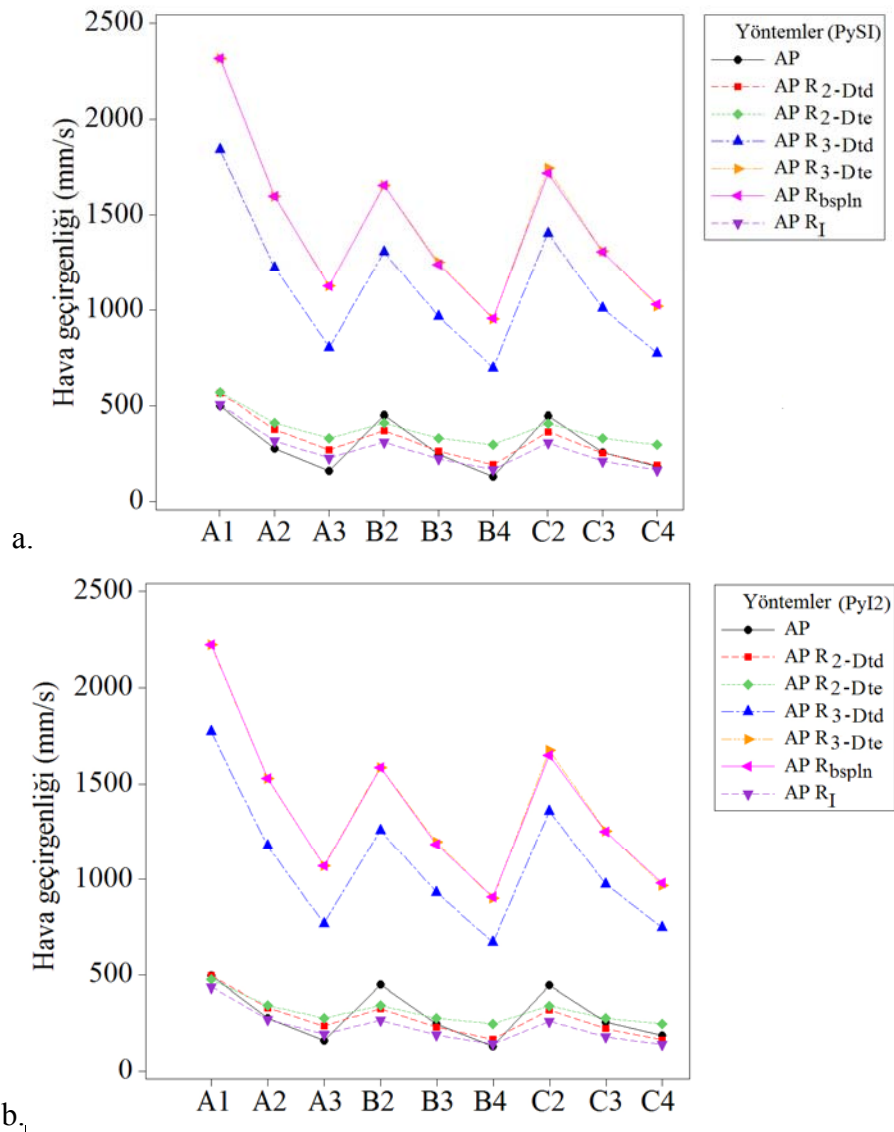 2500
2000
1500
1000
500
0
Hava geçirgenliği (mm/s)
A1 A2 A3 B2 B3 B4 C2 C3 C4
Yöntemler (PySI)
AP
AP R2-Dtd
AP R2-Dte
AP R3-Dtd
AP R3-Dte
AP Rbspln
AP RI
a.
2500
2000
1500
1000
500
0
Hava geçirgenliği (mm/s)
A1 A2 A3 B2 B3 B4 C2 C3 C4
Yöntemler (PyI2)
AP
AP R2-Dtd
AP R2-Dte
AP R3-Dtd
AP R3-Dte
AP Rbspln
AP RI
b.